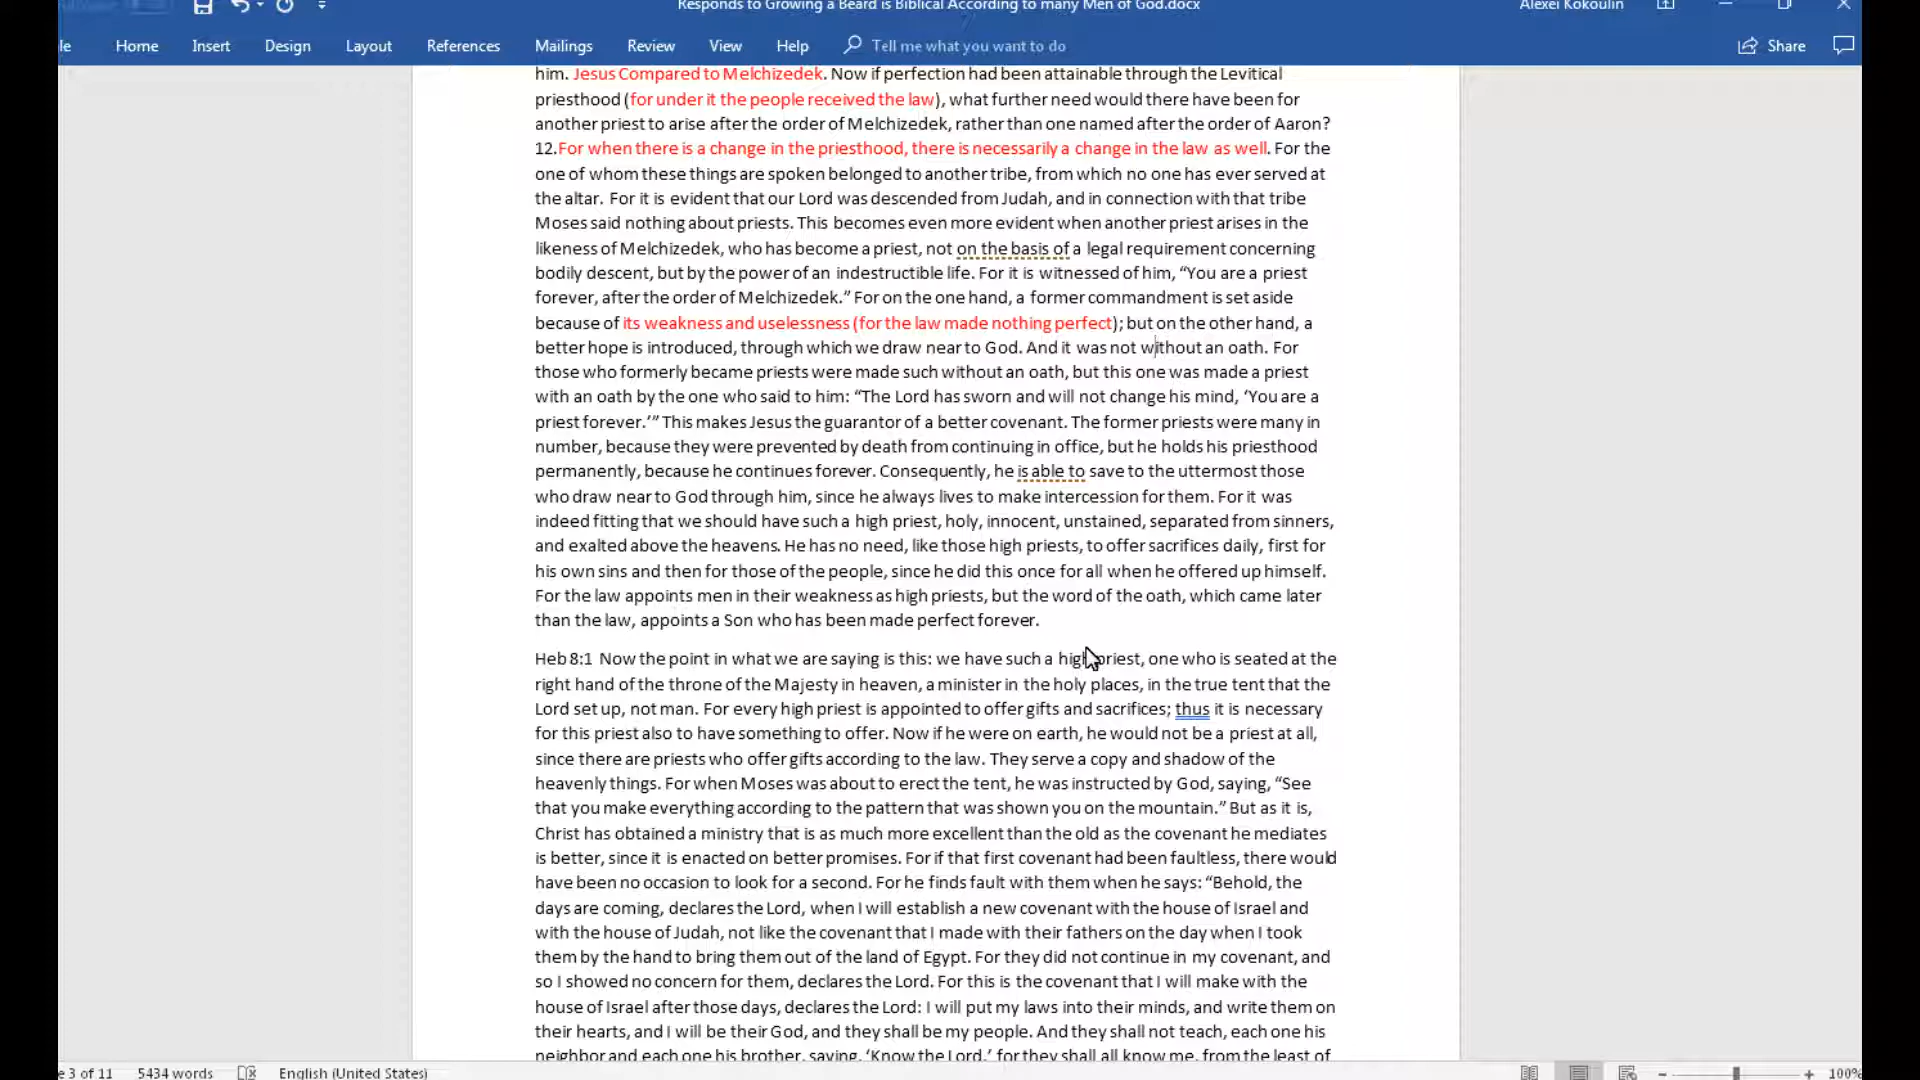 Responds to Growing a Beard is Biblical According to many Men of God.docx
Alexei Kokoulin
le Home Insert Design Layout References Mailings Review View Help Tell me what you want to do Share
him. Jesus Compared to Melchizedek. Now if perfection had been attainable through the Levitical
priesthood (for under it the people received the law), what further need would there have been for
another priest to arise after the order of Melchizedek, rather than one named after the order of Aaron?
12.For when there is a change in the priesthood, there is necessarily a change in the law as well. For the
one of whom these things are spoken belonged to another tribe, from which no one has ever served at
the altar. For it is evident that our Lord was descended from Judah, and in connection with that tribe
Moses said nothing about priests. This becomes even more evident when another priest arises in the
likeness of Melchizedek, who has become a priest, not on the basis of a legal requirement concerning
bodily descent, but by the power of an indestructible life. For it is witnessed of him, “You are a priest
forever, after the order of Melchizedek.” For on the one hand, a former commandment is set aside
because of its weakness and uselessness (for the law made nothing perfect); but on the other hand, a
better hope is introduced, through which we draw near to God. And it was not without an oath. For
those who formerly became priests were made such without an oath, but this one was made a priest
with an oath by the one who said to him: “The Lord has sworn and will not change his mind, ‘You are a
priest forever.’” This makes Jesus the guarantor of a better covenant. The former priests were many in
number, because they were prevented by death from continuing in office, but he holds his priesthood
permanently, because he continues forever. Consequently, he is able to save to the uttermost those
who draw near to God through him, since he always lives to make intercession for them. For it was
indeed fitting that we should have such a high priest, holy, innocent, unstained, separated from sinners,
and exalted above the heavens. He has no need, like those high priests, to offer sacrifices daily, first for
his own sins and then for those of the people, since he did this once for all when he offered up himself.
For the law appoints men in their weakness as high priests, but the word of the oath, which came later
than the law, appoints a Son who has been made perfect forever.
Heb 8:1 Now the point in what we are saying is this: we have such a high priest, one who is seated at the
right hand of the throne of the Majesty in heaven, a minister in the holy places, in the true tent that the
Lord set up, not man. For every high priest is appointed to offer gifts and sacrifices; thus it is necessary
for this priest also to have something to offer. Now if he were on earth, he would not be a priest at all,
since there are priests who offer gifts according to the law. They serve a copy and shadow of the
heavenly things. For when Moses was about to erect the tent, he was instructed by God, saying, “See
that you make everything according to the pattern that was shown you on the mountain.” But as it is,
Christ has obtained a ministry that is as much more excellent than the old as the covenant he mediates
is better, since it is enacted on better promises. For if that first covenant had been faultless, there would
have been no occasion to look for a second. For he finds fault with them when he says: “Behold, the
days are coming, declares the Lord, when I will establish a new covenant with the house of Israel and
with the house of Judah, not like the covenant that I made with their fathers on the day when I took
them by the hand to bring them out of the land of Egypt. For they did not continue in my covenant, and
so I showed no concern for them, declares the Lord. For this is the covenant that I will make with the
house of Israel after those days, declares the Lord: I will put my laws into their minds, and write them on
their hearts, and I will be their God, and they shall be my people. And they shall not teach, each one his
neighbor and each one his brother, saying, ‘Know the Lord,’ for they shall all know me, from the least of
e 3 of 11 5434 words English (United States) 100%